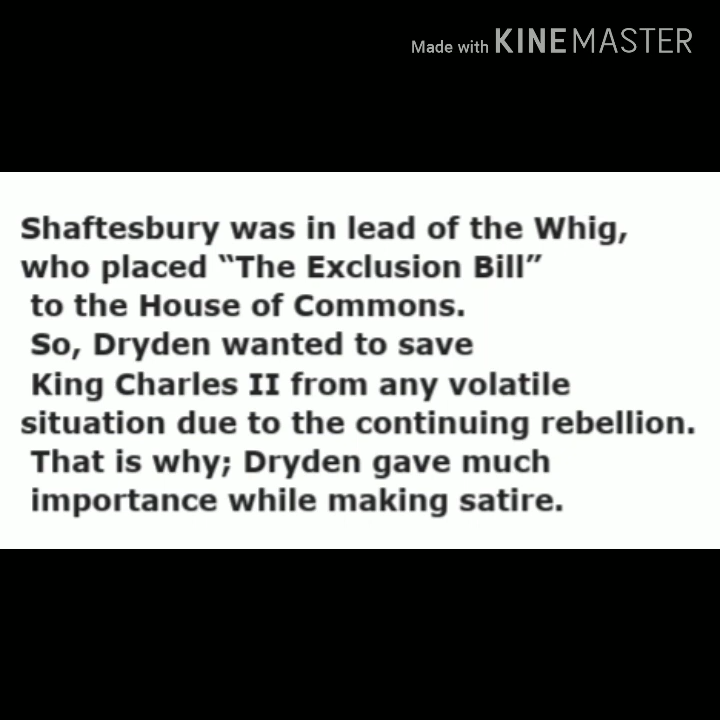 Made with KINEMASTER
Shaftesbury was in lead of the Whig,
who placed “The Exclusion Bill”
to the House of Commons.
So, Dryden wanted to save
King Charles II from any volatile
situation due to the continuing rebellion.
That is why; Dryden gave much
importance while making satire.